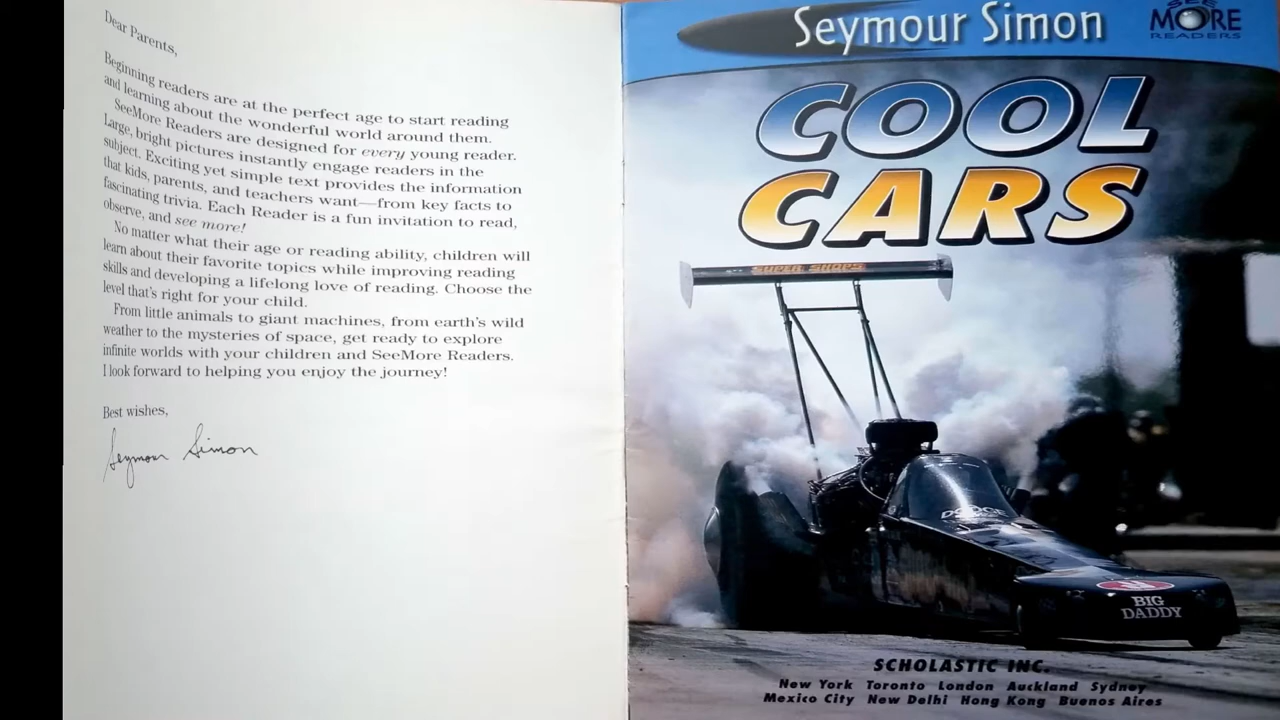 Dear Parents,
Beginning readers are at the perfect age to start reading
and learning about the wonderful world around them.
SeeMore Readers are designed for every young reader.
Large, bright pictures instantly engage readers in the
subject. Exciting yet simple text provides the information
that kids, parents, and teachers want—from key facts to
fascinating trivia. Each Reader is a fun invitation to read,
observe, and see more!
No matter what their age or reading ability, children will
learn about their favorite topics while improving reading
skills and developing a lifelong love of reading. Choose the
level that's right for your child.
From little animals to giant machines, from earth's wild
weather to the mysteries of space, get ready to explore
infinite worlds with your children and SeeMore Readers.
I look forward to helping you enjoy the journey!
Best wishes,
Seymour Simon
Seymour Simon
SEE
MORE
READERS
COOL
CARS
SUPER SHOPS
DODGE
BIG
DADDY
SCHOLASTIC INC.
New York Toronto London Auckland Sydney
Mexico City New Delhi Hong Kong Buenos Aires